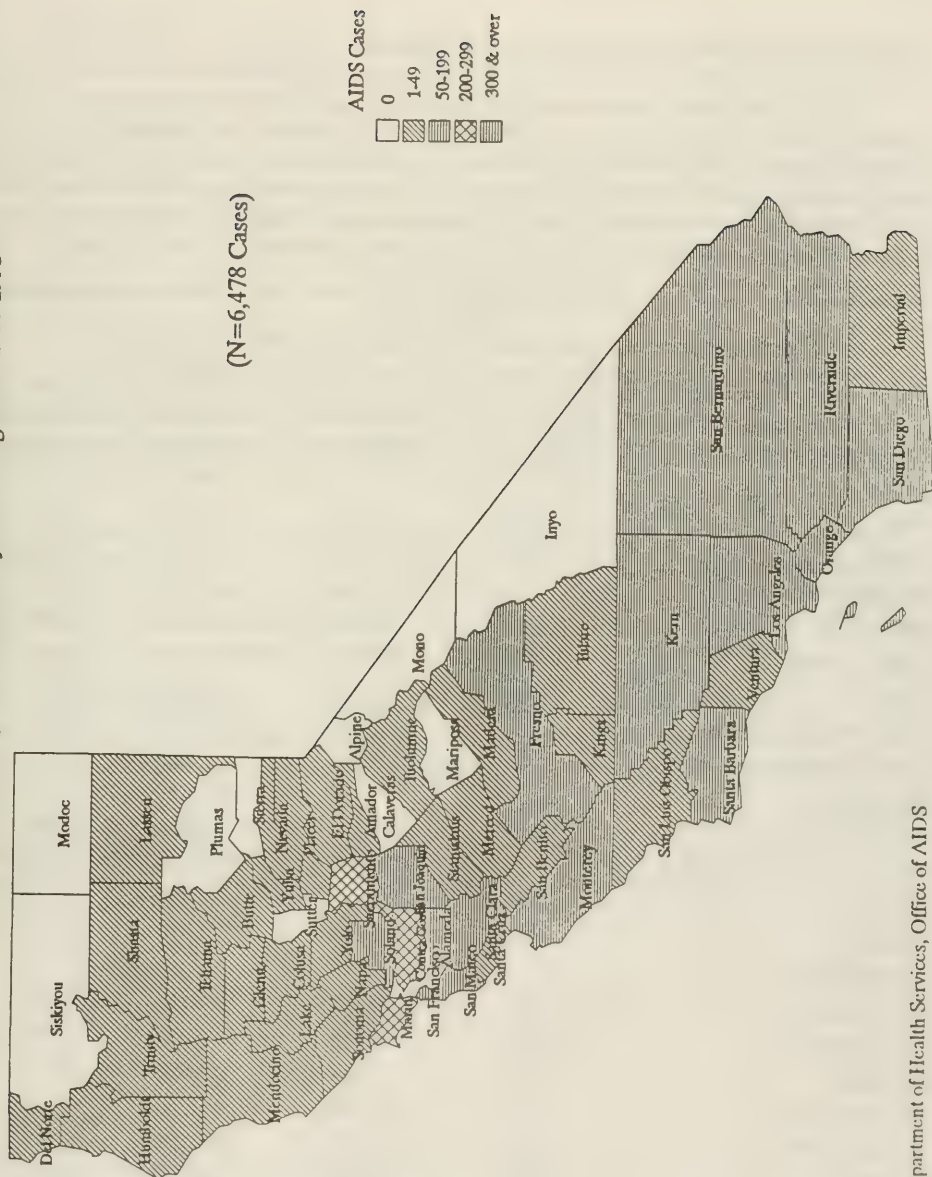 (N=6,478 Cases)
AIDS Cases
0
1-49
50-199
200-299
300 & over
Del Norte
Siskiyou
Modoc
Humboldt
Trinity
Shasta
Lassen
Tehama
Plumas
Mendocino
Glenn
Butte
Sierra
Lake
Colusa
Sutter
Yuba
Nevada
Placer
Sonoma
Napa
Yolo
El Dorado
Sacramento
Amador
Alpine
Marin
Solano
Calaveras
Contra Costa
San Joaquin
Tuolumne
Mono
San Francisco
Alameda
Stanislaus
Mariposa
San Mateo
Santa Clara
Merced
Madera
Santa Cruz
San Benito
Fresno
Inyo
Monterey
Kings
Tulare
San Luis Obispo
Kern
San Bernardino
Santa Barbara
Ventura
Los Angeles
Orange
Riverside
San Diego
Imperial
partment of Health Services, Office of AIDS